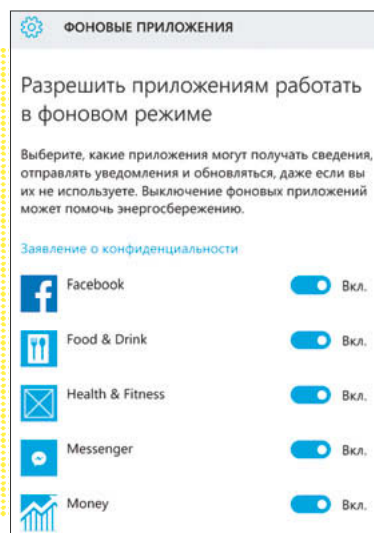 ФОНОВЫЕ ПРИЛОЖЕНИЯ
Разрешить приложениям работать
в фоновом режиме
Выберите, какие приложения могут получать сведения,
отправлять уведомления и обновляться, даже если вы
их не используете. Выключение фоновых приложений
может помочь энергосбережению.
Заявление о конфиденциальности
Facebook Вкл.
Food & Drink Вкл.
Health & Fitness Вкл.
Messenger Вкл.
Money Вкл.